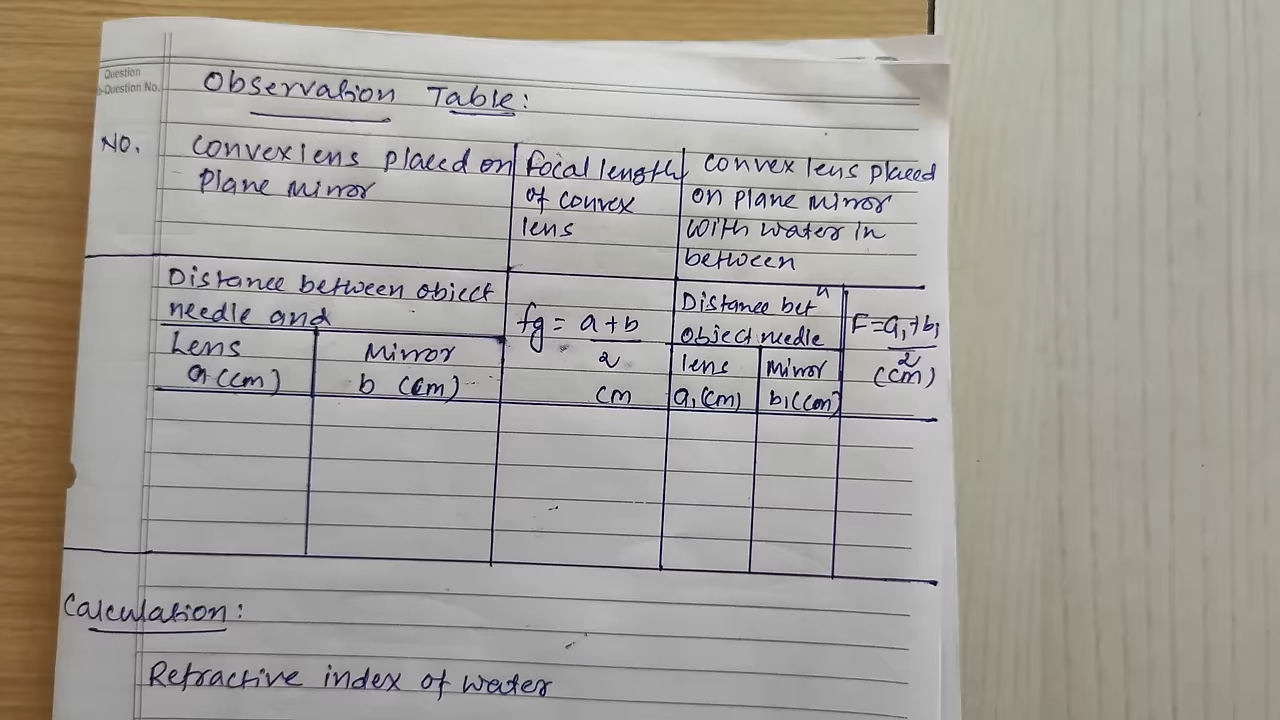 Question
Question No.
Observation Table:
NO.
Convex lens placed on
Plane Mirror
Focal length
of convex
lens
Convex lens placed
on plane Mirror
With water in
between
Distance between object
needle and
Lens
a (cm)
Mirror
b (cm)
fg = a + b
2
cm
Distance betn
object needle
lens
a₁(cm)
Mirror
b₁(cm)
F = a₁ + b₁
2
(cm)
Calculation:
Refractive index of water